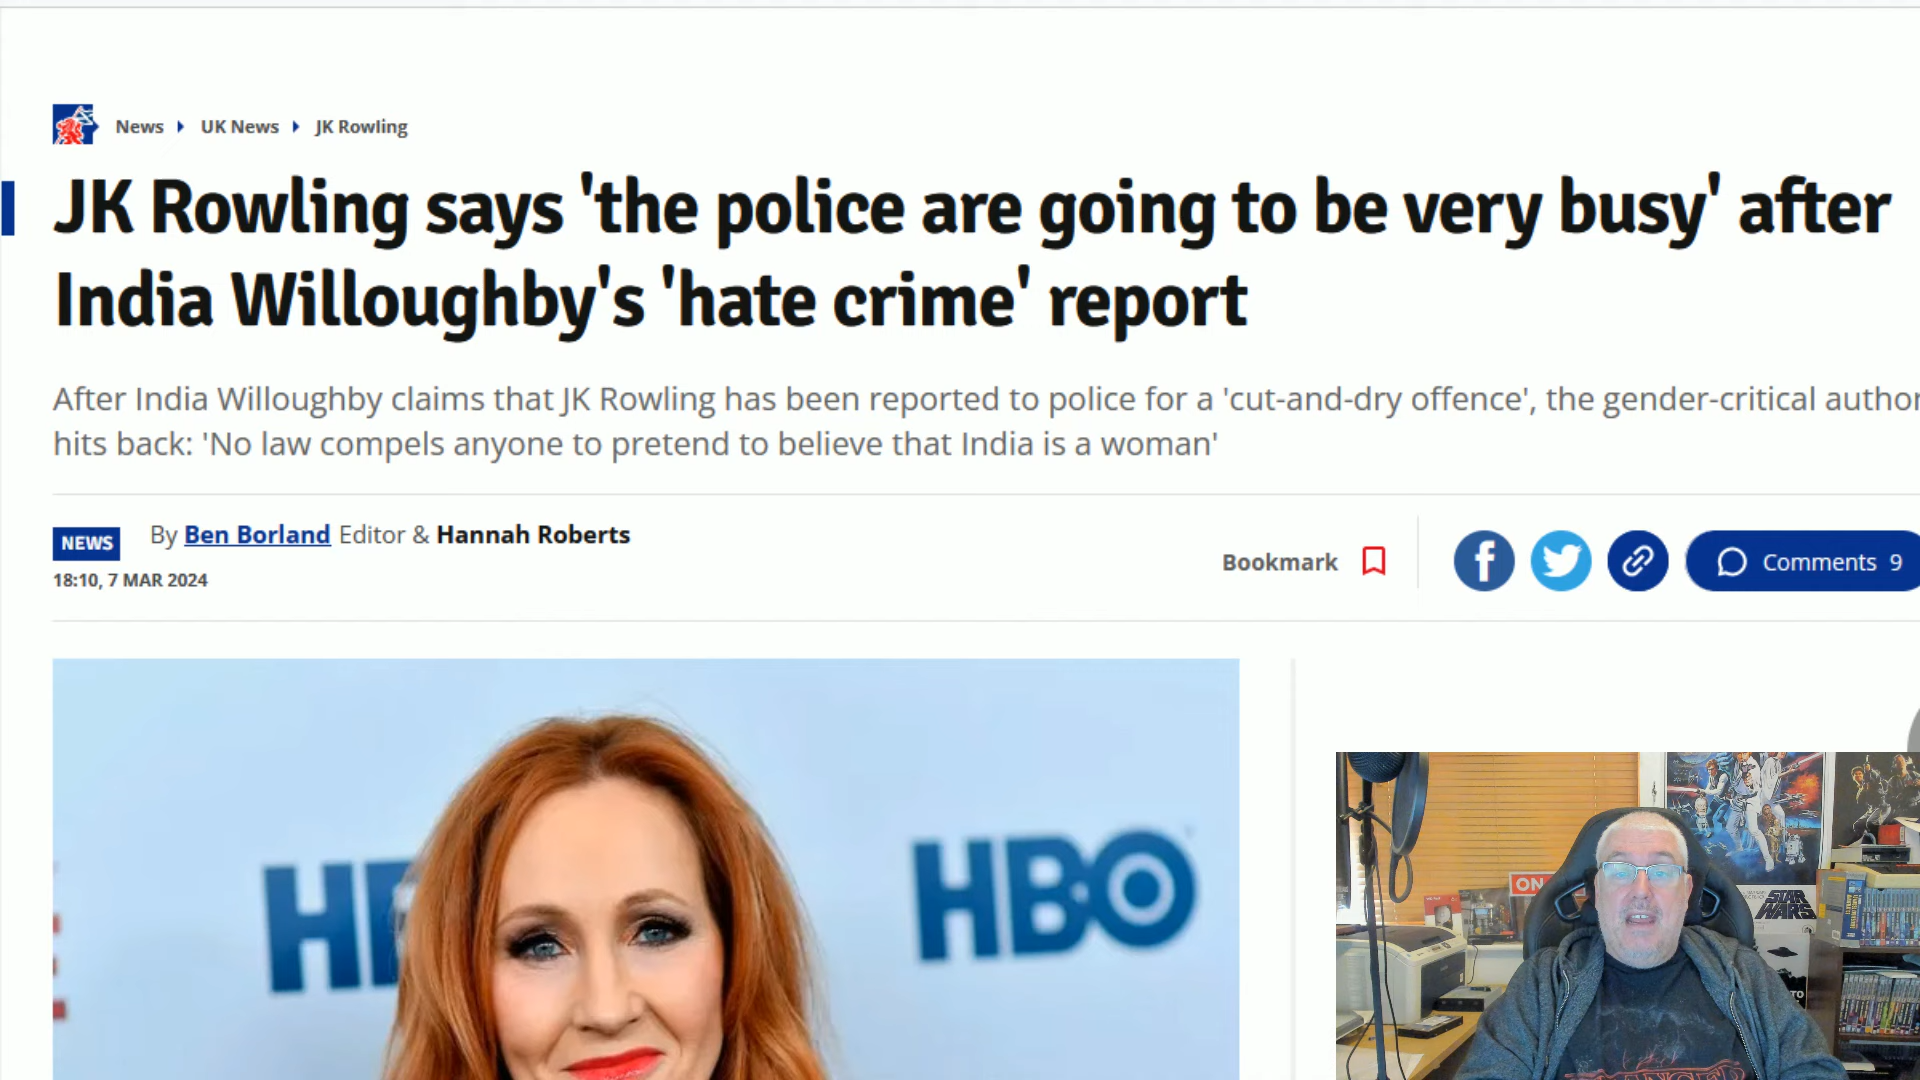 News UK News JK Rowling
JK Rowling says 'the police are going to be very busy' after
India Willoughby's 'hate crime' report
After India Willoughby claims that JK Rowling has been reported to police for a 'cut-and-dry offence', the gender-critical author
hits back: 'No law compels anyone to pretend to believe that India is a woman'
NEWS
By Ben Borland Editor & Hannah Roberts
18:10, 7 MAR 2024
Bookmark
Comments 9
HBO
HBO
ON
STAR
WARS